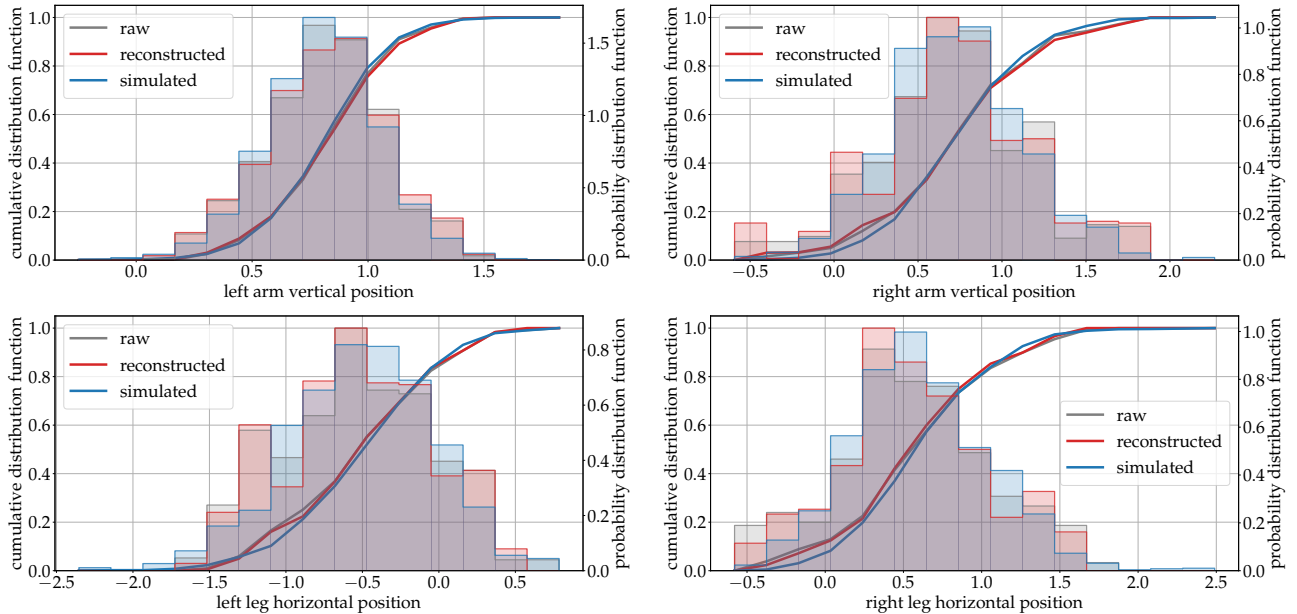 cumulative distribution function
1.0
0.8
0.6
0.4
0.2
0.0
raw
reconstructed
simulated
0.0 0.5 1.0 1.5
left arm vertical position
1.5
1.0
0.5
0.0
probability distribution function
cumulative distribution function
1.0
0.8
0.6
0.4
0.2
0.0
raw
reconstructed
simulated
−0.5 0.0 0.5 1.0 1.5 2.0
right arm vertical position
1.0
0.8
0.6
0.4
0.2
0.0
probability distribution function
cumulative distribution function
1.0
0.8
0.6
0.4
0.2
0.0
raw
reconstructed
simulated
−2.5 −2.0 −1.5 −1.0 −0.5 0.0 0.5
left leg horizontal position
0.8
0.6
0.4
0.2
0.0
probability distribution function
cumulative distribution function
1.0
0.8
0.6
0.4
0.2
0.0
raw
reconstructed
simulated
−0.5 0.0 0.5 1.0 1.5 2.0 2.5
right leg horizontal position
1.0
0.8
0.6
0.4
0.2
0.0
probability distribution function